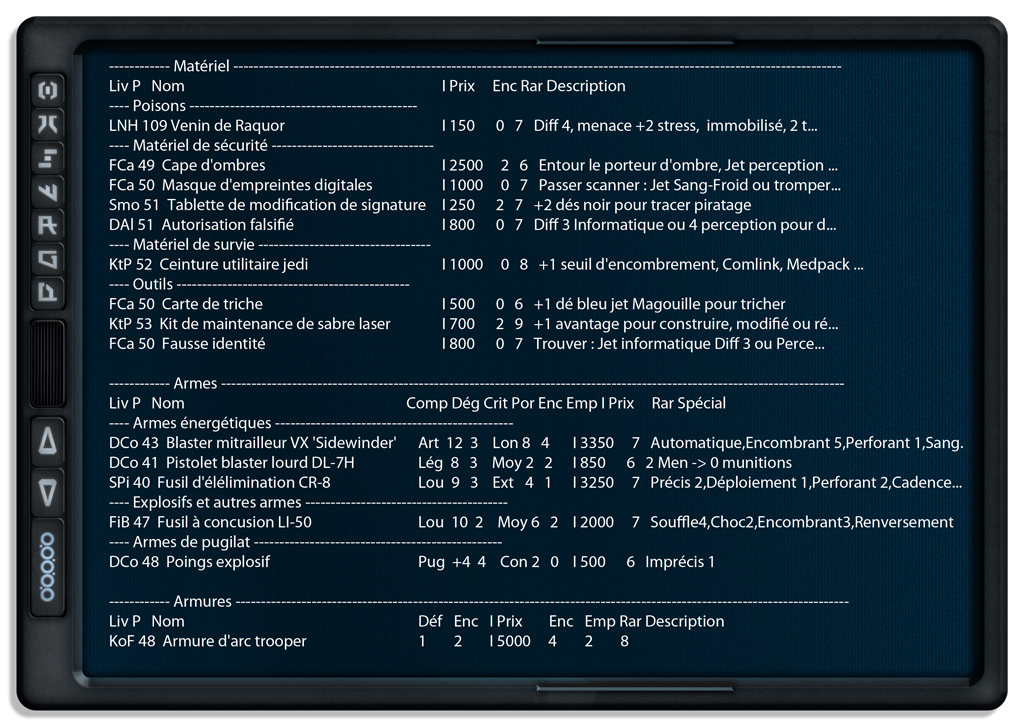 ------------ Matériel ------------------------------------------------------------
Liv P Nom I Prix Enc Rar Description
---- Poisons ----------------------------------------------
LNH 109 Venin de Raquor I 150 0 7 Diff 4, menace +2 stress, immobilisé, 2 t...
---- Matériel de sécurité --------------------------------
FCa 49 Cape d'ombres I 2500 2 6 Entour le porteur d'ombre, Jet perception ...
FCa 50 Masque d'empreintes digitales I 1000 0 7 Passer scanner : Jet Sang-Froid ou tromper...
Smo 51 Tablette de modification de signature I 250 2 7 +2 dés noir pour tracer piratage
DAl 51 Autorisation falsifié I 800 0 7 Diff 3 Informatique ou 4 perception pour d...
---- Matériel de survie ----------------------------------
KtP 52 Ceinture utilitaire jedi I 1000 0 8 +1 seuil d'encombrement, Comlink, Medpack ...
---- Outils ----------------------------------------------
FCa 50 Carte de triche I 500 0 6 +1 dé bleu jet Magouille pour tricher
KtP 53 Kit de maintenance de sabre laser I 700 2 9 +1 avantage pour construire, modifié ou ré...
FCa 50 Fausse identité I 800 0 7 Trouver : Jet informatique Diff 3 ou Perce...
------------ Armes ------------------------------------------------------------
Liv P Nom Comp Dég Crit Por Enc Emp I Prix Rar Spécial
---- Armes énergétiques -----------------------------------------------
DCo 43 Blaster mitrailleur VX 'Sidewinder' Art 12 3 Lon 8 4 I 3350 7 Automatique,Encombrant 5,Perforant 1,Sang.
DCo 41 Pistolet blaster lourd DL-7H Lég 8 3 Moy 2 2 I 850 6 2 Men -> 0 munitions
SPi 40 Fusil d'élélimination CR-8 Lou 9 3 Ext 4 1 I 3250 7 Précis 2,Déploiement 1,Perforant 2,Cadence...
---- Explosifs et autres armes ----------------------------------------
FiB 47 Fusil à concusion LI-50 Lou 10 2 Moy 6 2 I 2000 7 Souffle4,Choc2,Encombrant3,Renversement
---- Armes de pugilat -------------------------------------------------
DCo 48 Poings explosif Pug +4 4 Con 2 0 I 500 6 Imprécis 1
------------ Armures ------------------------------------------------------------
Liv P Nom Déf Enc I Prix Enc Emp Rar Description
KoF 48 Armure d'arc trooper 1 2 I 5000 4 2 8